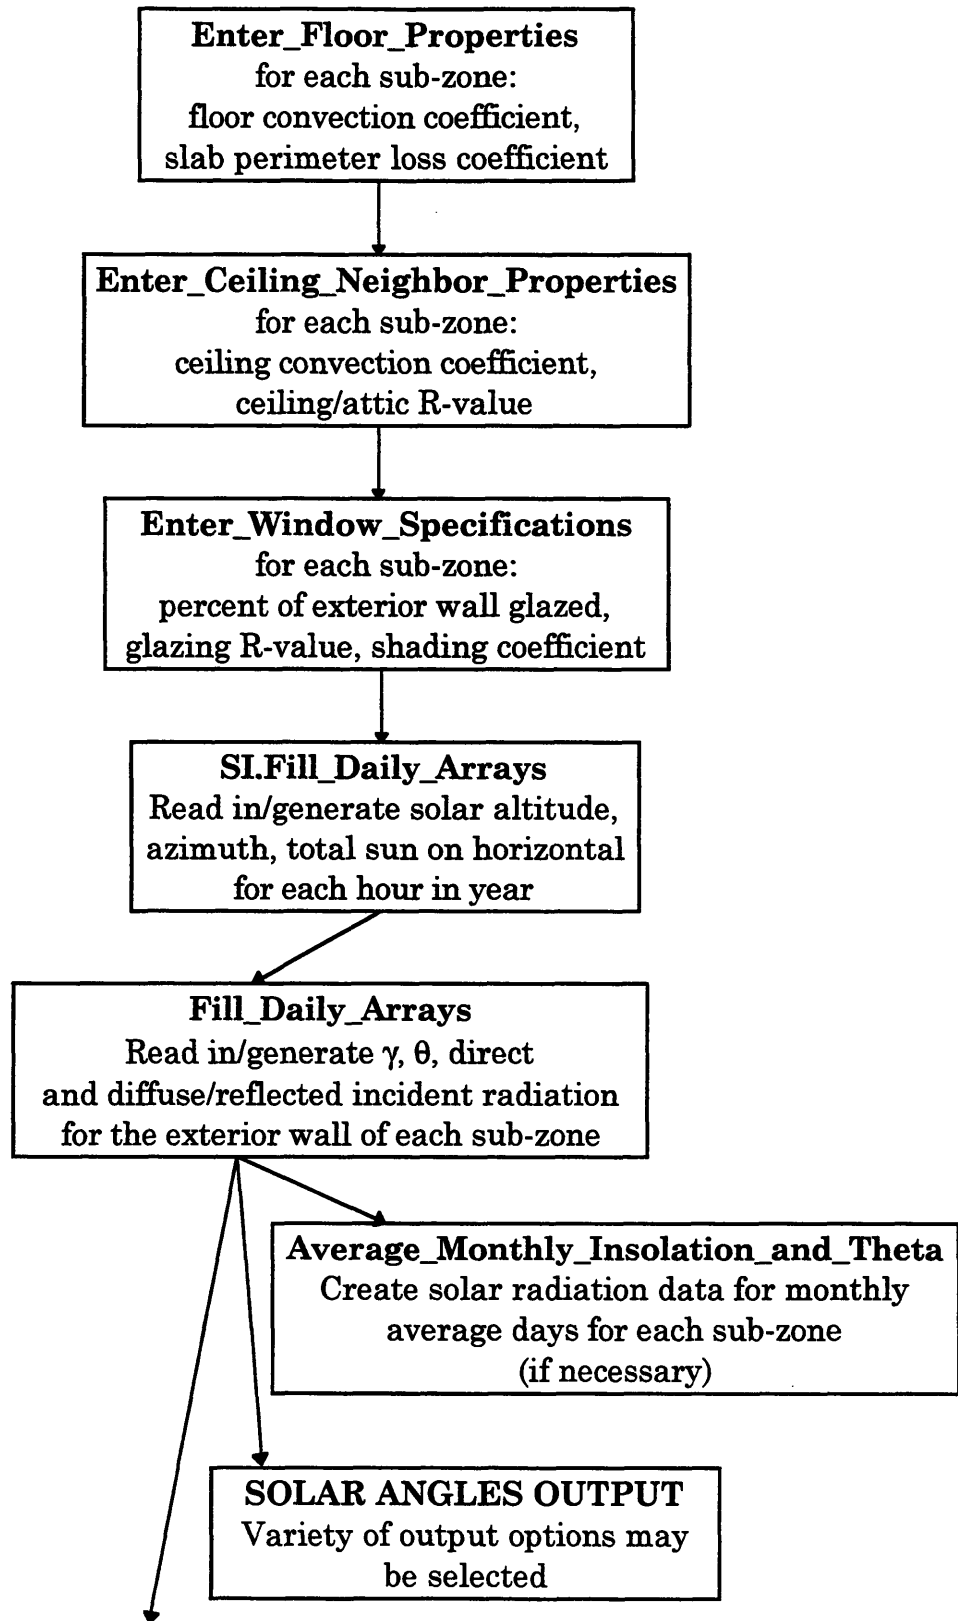 Enter_Floor_Properties
for each sub-zone:
floor convection coefficient,
slab perimeter loss coefficient
Enter_Ceiling_Neighbor_Properties
for each sub-zone:
ceiling convection coefficient,
ceiling/attic R-value
Enter_Window_Specifications
for each sub-zone:
percent of exterior wall glazed,
glazing R-value, shading coefficient
SI.Fill_Daily_Arrays
Read in/generate solar altitude,
azimuth, total sun on horizontal
for each hour in year
Fill_Daily_Arrays
Read in/generate γ, θ, direct
and diffuse/reflected incident radiation
for the exterior wall of each sub-zone
Average_Monthly_Insolation_and_Theta
Create solar radiation data for monthly
average days for each sub-zone
(if necessary)
SOLAR ANGLES OUTPUT
Variety of output options may
be selected